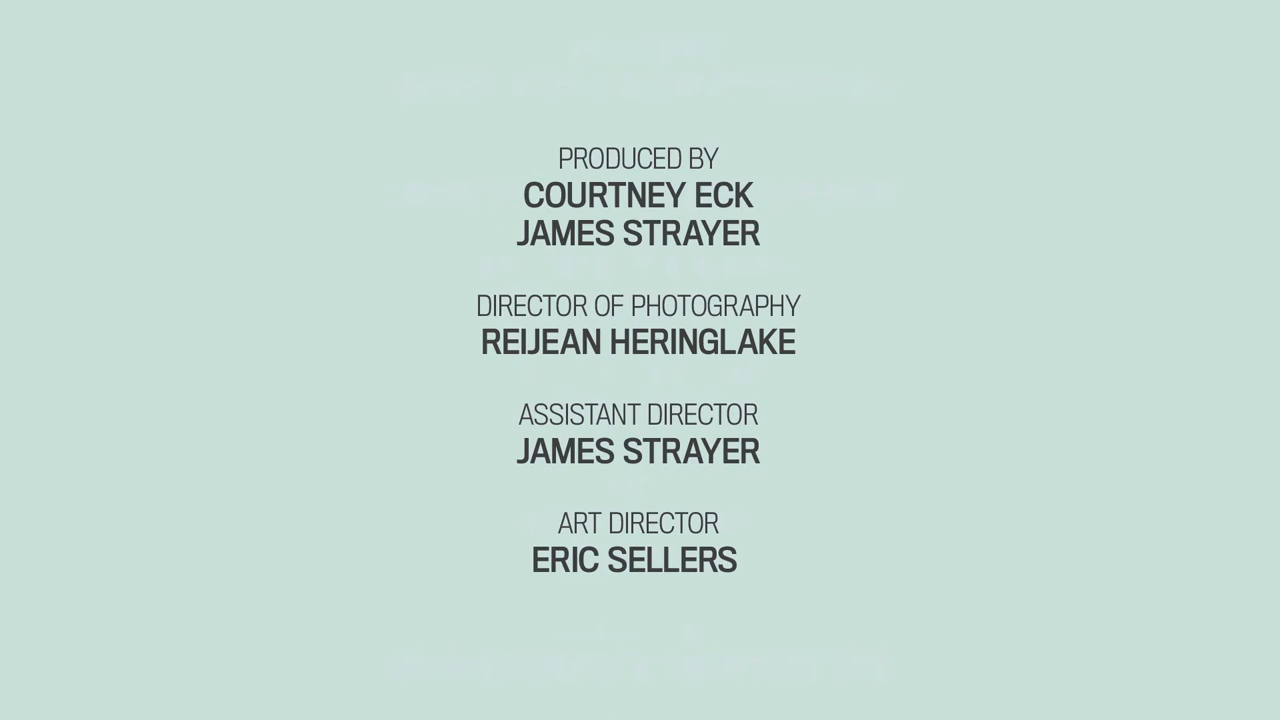 PRODUCED BY
COURTNEY ECK
JAMES STRAYER
DIRECTOR OF PHOTOGRAPHY
REIJEAN HERINGLAKE
ASSISTANT DIRECTOR
JAMES STRAYER
ART DIRECTOR
ERIC SELLERS